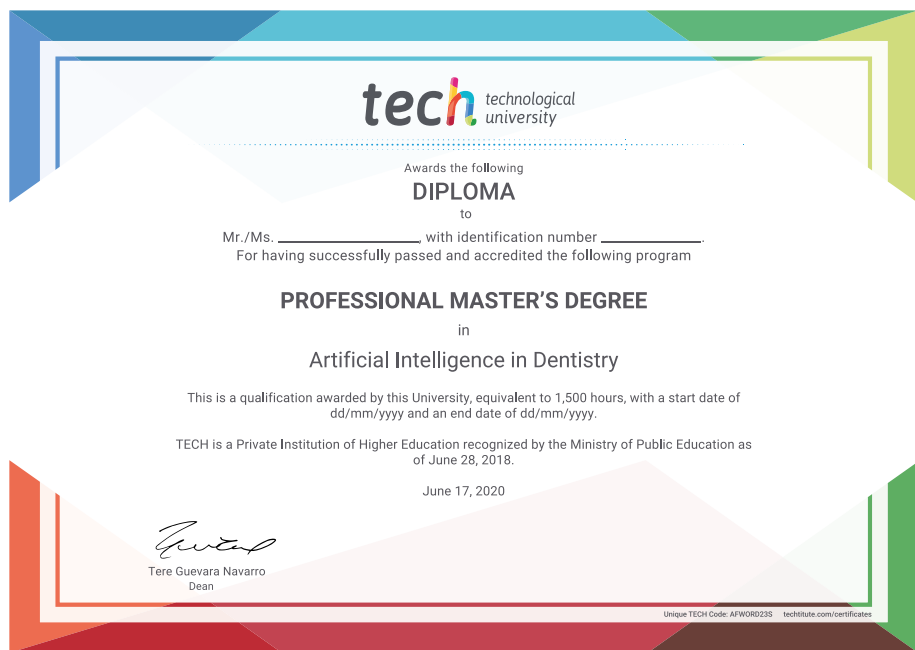 tech technological
university
Awards the following
DIPLOMA
to
Mr./Ms. ____________________, with identification number ______________.
For having successfully passed and accredited the following program
PROFESSIONAL MASTER'S DEGREE
in
Artificial Intelligence in Dentistry
This is a qualification awarded by this University, equivalent to 1,500 hours, with a start date of
dd/mm/yyyy and an end date of dd/mm/yyyy.
TECH is a Private Institution of Higher Education recognized by the Ministry of Public Education as
of June 28, 2018.
June 17, 2020
Tere Guevara Navarro
Dean
Unique TECH Code: AFWORD23S techtitute.com/certificates